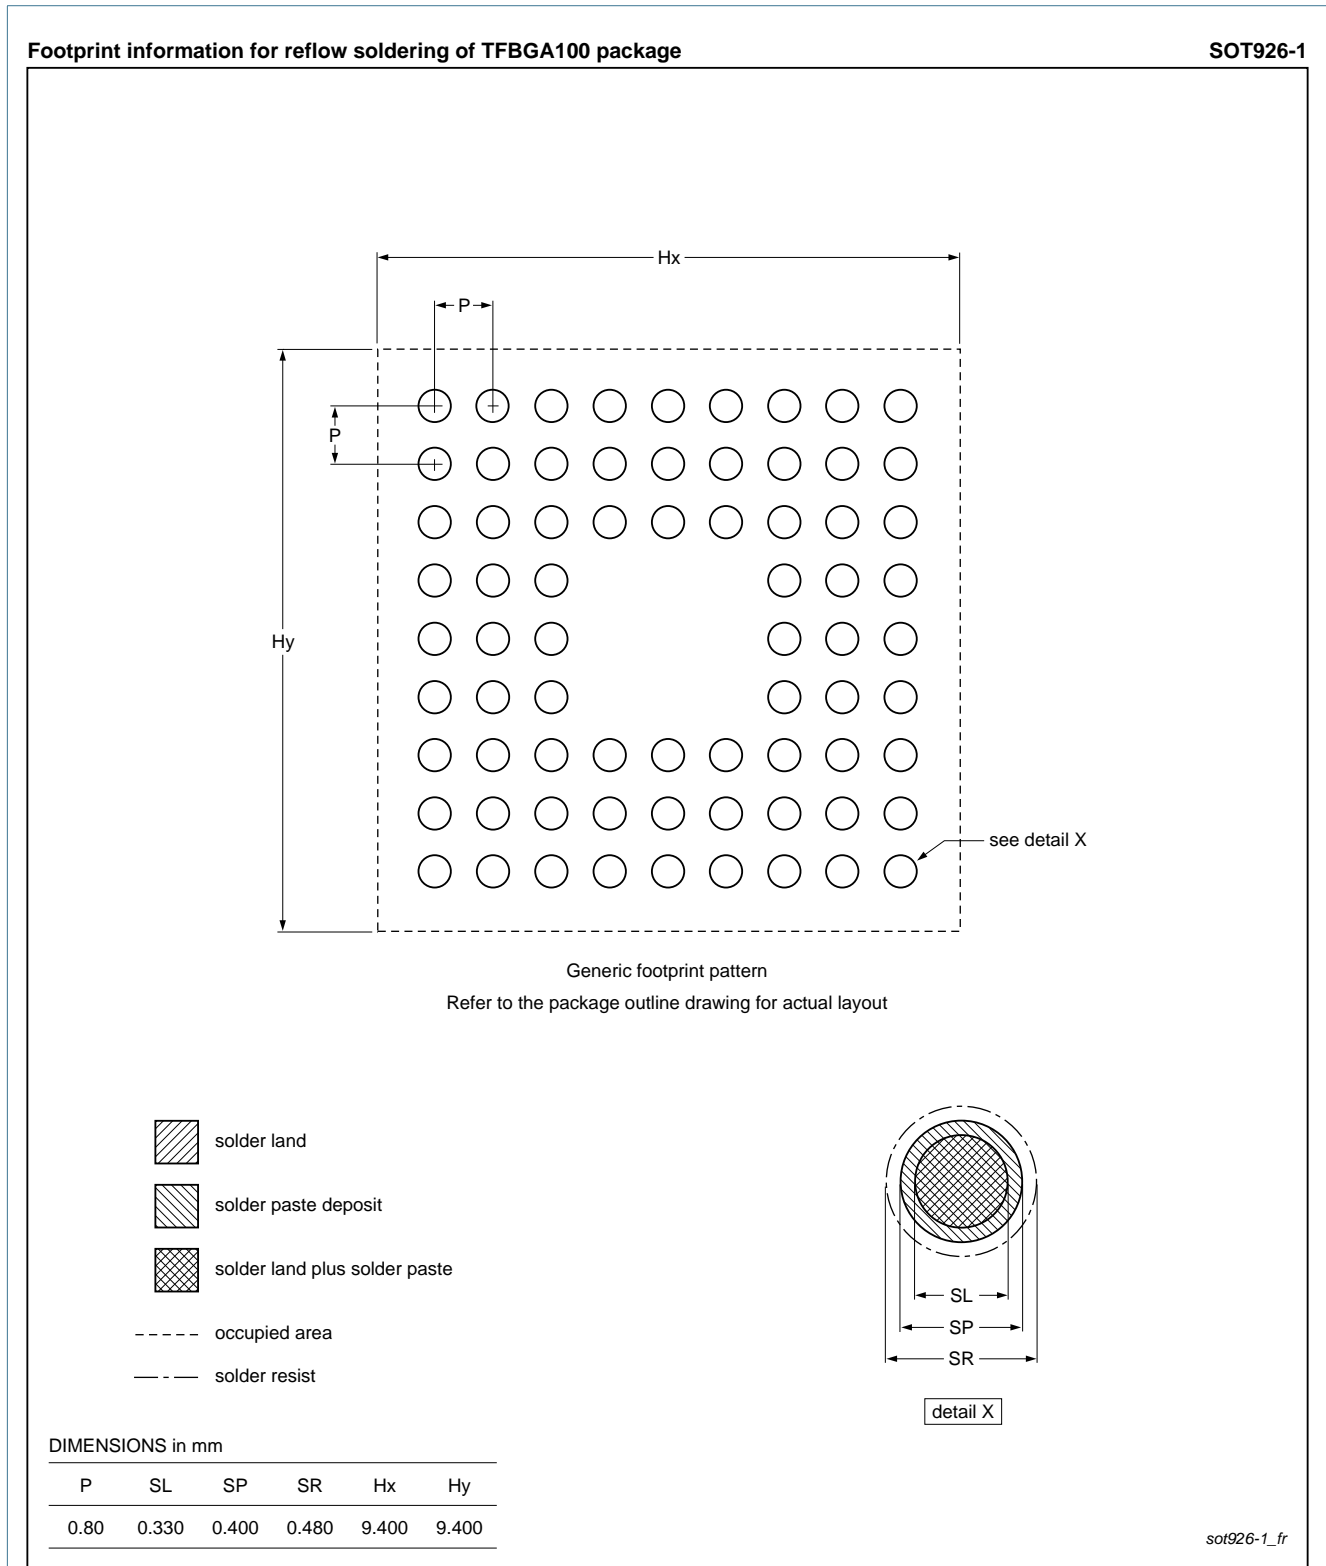 Footprint information for reflow soldering of TFBGA100 package SOT926-1
Hx
P
P
Hy
see detail X
Generic footprint pattern
Refer to the package outline drawing for actual layout
solder land
solder paste deposit
solder land plus solder paste
occupied area
solder resist
SL
SP
SR
detail X
DIMENSIONS in mm
P SL SP SR Hx Hy
0.80 0.330 0.400 0.480 9.400 9.400
sot926-1_fr